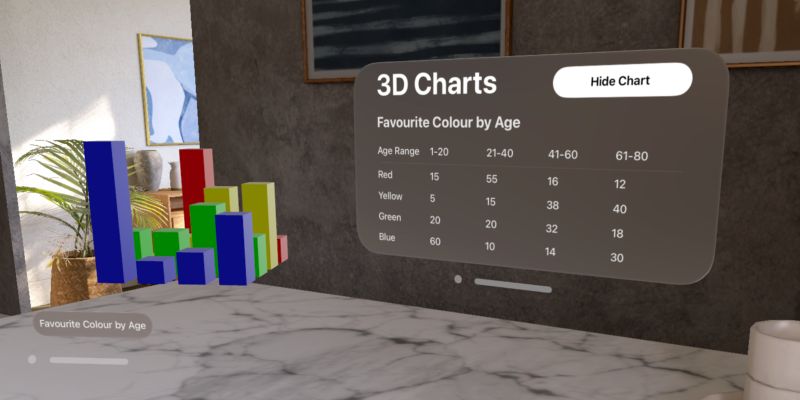 3D Charts
Hide Chart
Favourite Colour by Age
Age Range 1-20 21-40 41-60 61-80
Red 15 55 16 12
Yellow 5 15 38 40
Green 20 20 32 18
Blue 60 10 14 30
Favourite Colour by Age